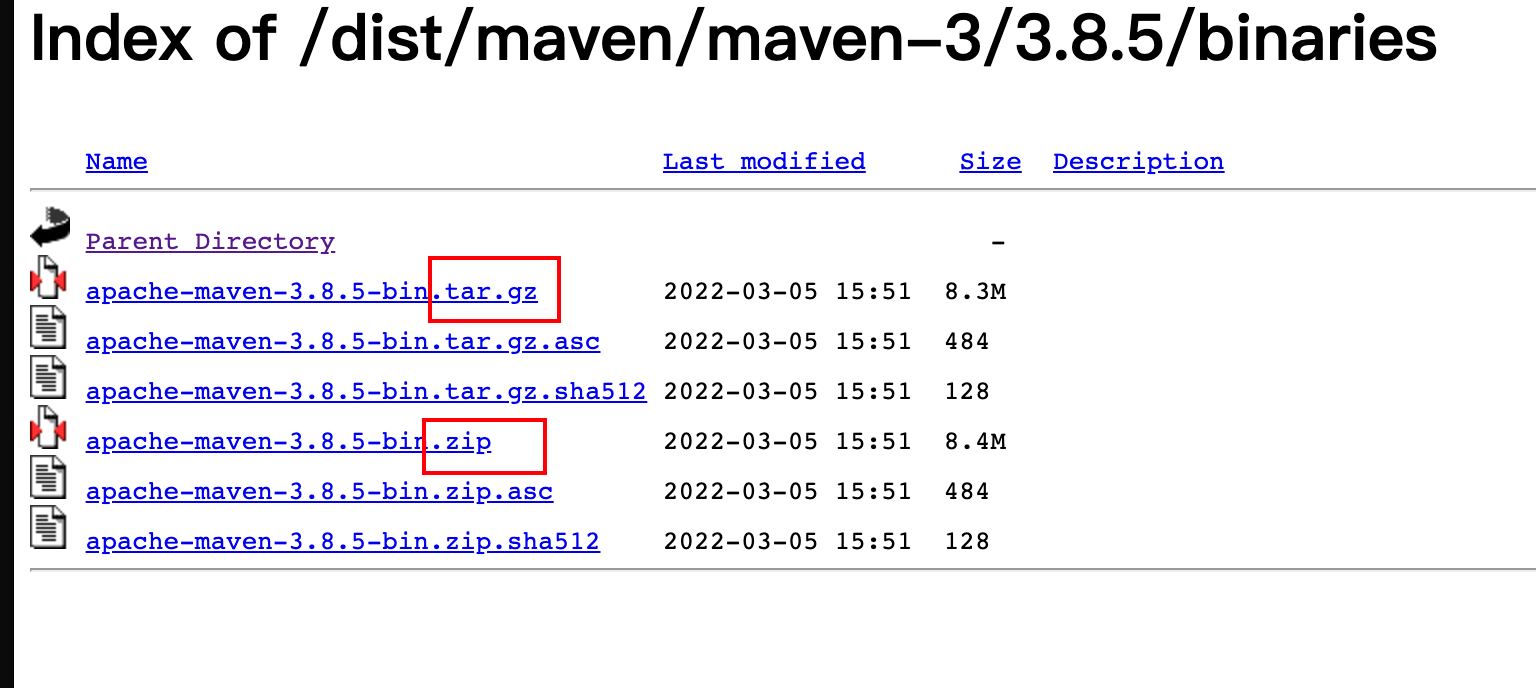 Index of /dist/maven/maven-3/3.8.5/binaries
Name Last modified Size Description
Parent Directory -
apache-maven-3.8.5-bin.tar.gz 2022-03-05 15:51 8.3M
apache-maven-3.8.5-bin.tar.gz.asc 2022-03-05 15:51 484
apache-maven-3.8.5-bin.tar.gz.sha512 2022-03-05 15:51 128
apache-maven-3.8.5-bin.zip 2022-03-05 15:51 8.4M
apache-maven-3.8.5-bin.zip.asc 2022-03-05 15:51 484
apache-maven-3.8.5-bin.zip.sha512 2022-03-05 15:51 128